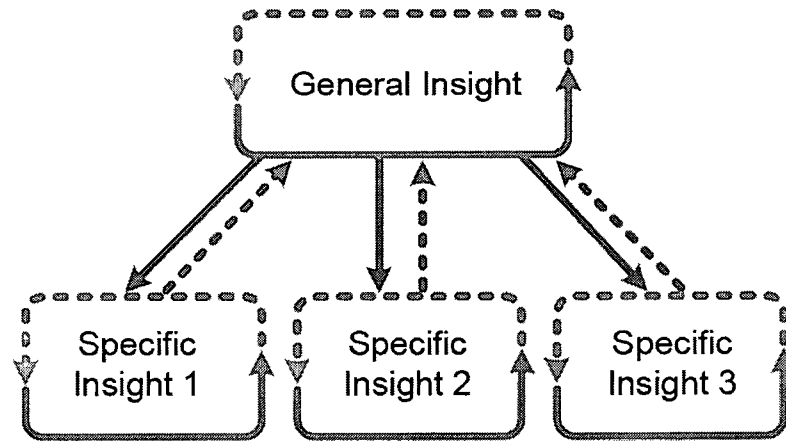 General Insight
Specific
Insight 1
Specific
Insight 2
Specific
Insight 3